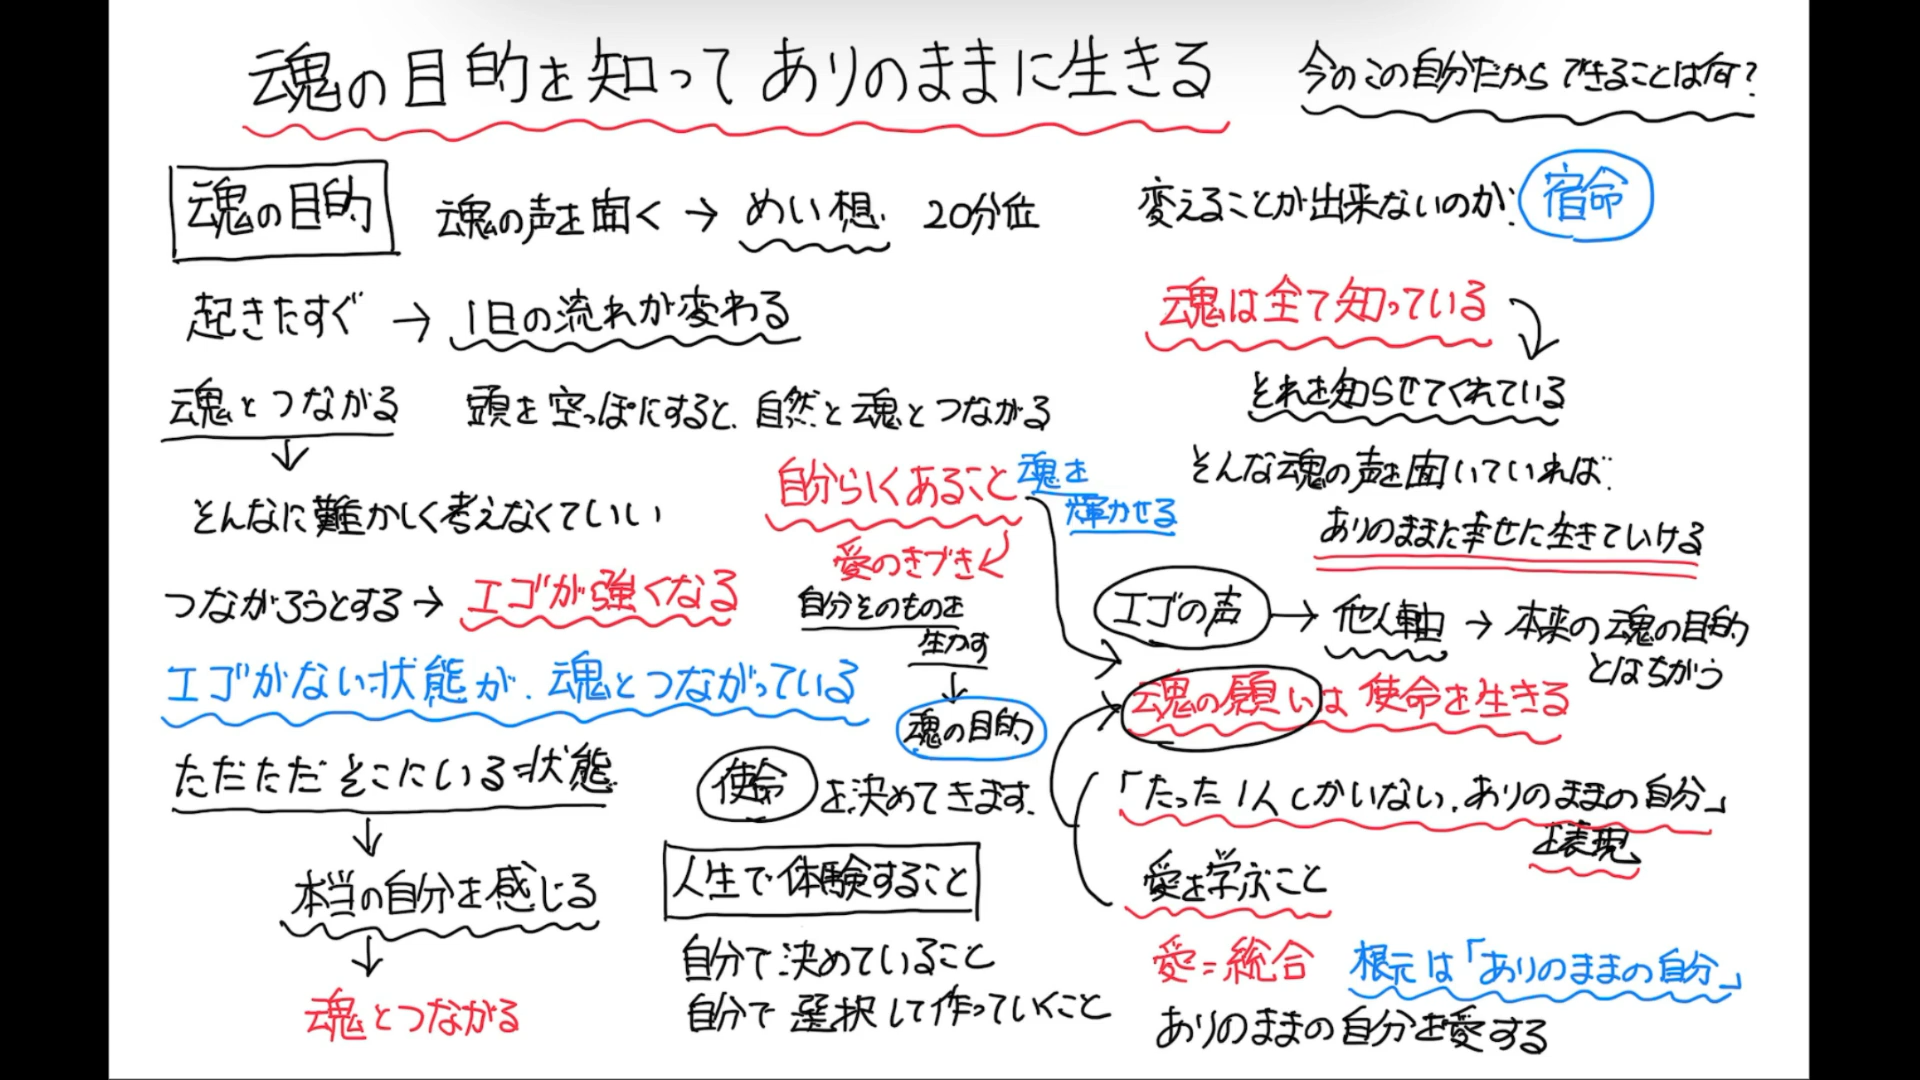 魂の目的を知って ありのままに生きる
今のこの自分だから できることは何?
魂の目的
魂の声を聞く → めい想 20分位
起きたすぐ → 1日の流れが変わる
魂とつながる
頭を空っぽにすると、自然と魂とつながる
↓
そんなに難かしく考えなくていい
つながろうとする → エゴが強くなる
エゴがない状態が、魂とつながっている
ただただ そこにいる状態
↓
本当の自分を感じる
↓
魂とつながる
自分らしくあること
魂を
輝かせる
愛のきづき
自分そのものを
生かす
↓
魂の目的
使命を決めてきます。
人生で体験すること
自分で決めていること
自分で選択して作っていくこと
変えることが出来ないのが: 宿命
魂は全て知っている
それを知らせてくれている
そんな魂の声を聞いていれば、
ありのままに幸せに生きていける
エゴの声 → 他人軸 → 本来の魂の目的
とはちがう
魂の願いは 使命を生きる
「たった1人しかいない、ありのままの自分」
を表現
愛を学ぶこと
愛=統合
根元は「ありのままの自分」
ありのままの自分を愛する